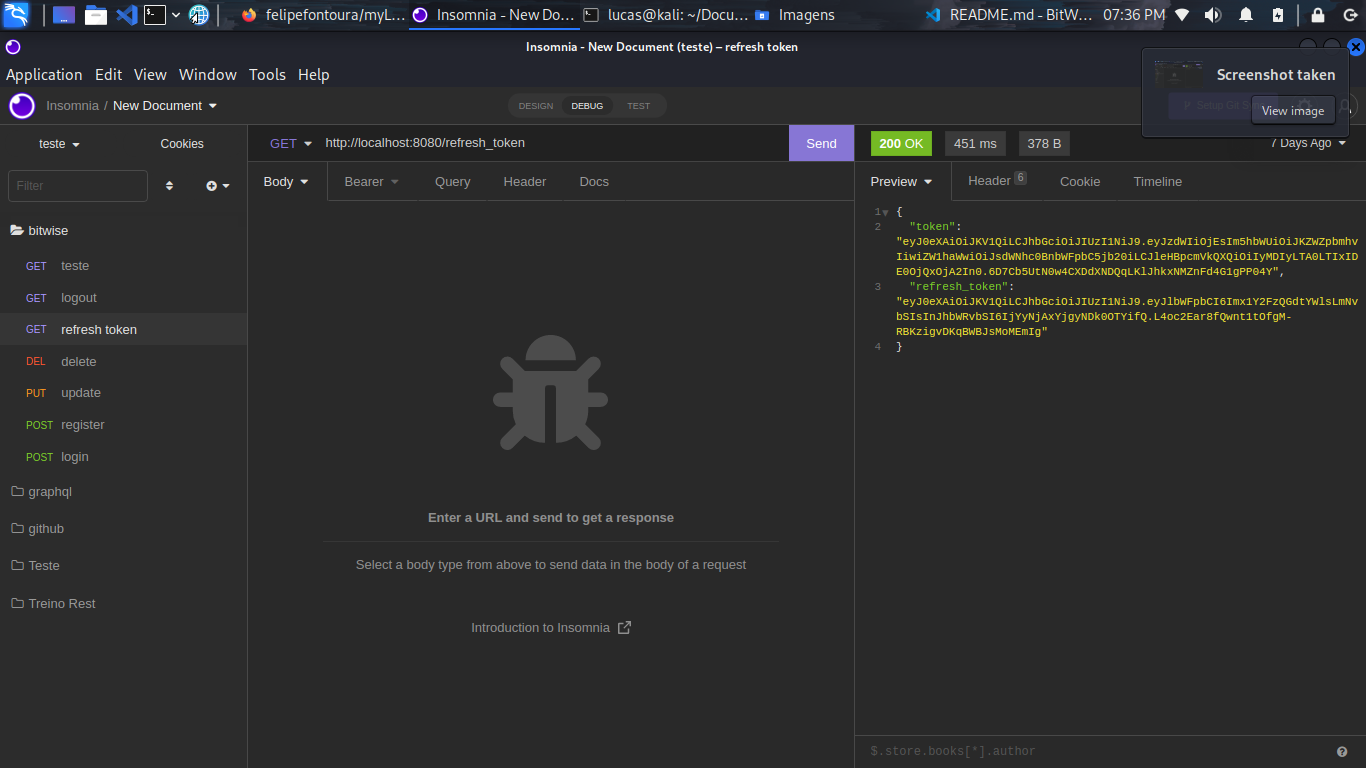 felipefontoura/myL...
Insomnia - New Do...
lucas@kali: ~/Docu...
Imagens
README.md - BitW...
07:36 PM
Insomnia - New Document (teste) – refresh token
Application Edit View Window Tools Help
Screenshot taken
View image
Insomnia / New Document
DESIGN DEBUG TEST
teste Cookies
GET http://localhost:8080/refresh_token Send
200 OK 451 ms 378 B 7 Days Ago
Filter
Body Bearer Query Header Docs
Preview Header 6 Cookie Timeline
bitwise
GET teste
GET logout
GET refresh token
DEL delete
PUT update
POST register
POST login
graphql
github
Teste
Treino Rest
Enter a URL and send to get a response
Select a body type from above to send data in the body of a request
Introduction to Insomnia
1 {
2 "token":
"eyJ0eXAiOiJKV1QiLCJhbGciOiJIUzI1NiJ9.eyJzdWIiOjEsIm5hbWUiOiJKZWZpbmhv
IiwiZW1haWwiOiJsdWNhc0BnbWFpbC5jb20iLCJleHBpcmVkQXQiOiIyMDIyLTA0LTIxID
E0OjQxOjA2In0.6D7Cb5UtN0w4CXDdXNDQqLKlJhkxNMZnFd4G1gPP04Y",
3 "refresh_token":
"eyJ0eXAiOiJKV1QiLCJhbGciOiJIUzI1NiJ9.eyJlbWFpbCI6Imx1Y2FzQGdtYWlsLmNv
bSIsInJhbWRvbSI6IjYyNjAxYjgyNDk0OTYifQ.L4oc2Ear8fQwnt1tOfgM-
RBKzigvDKqBWBJsMoMEmIg"
4 }
$.store.books[*].author